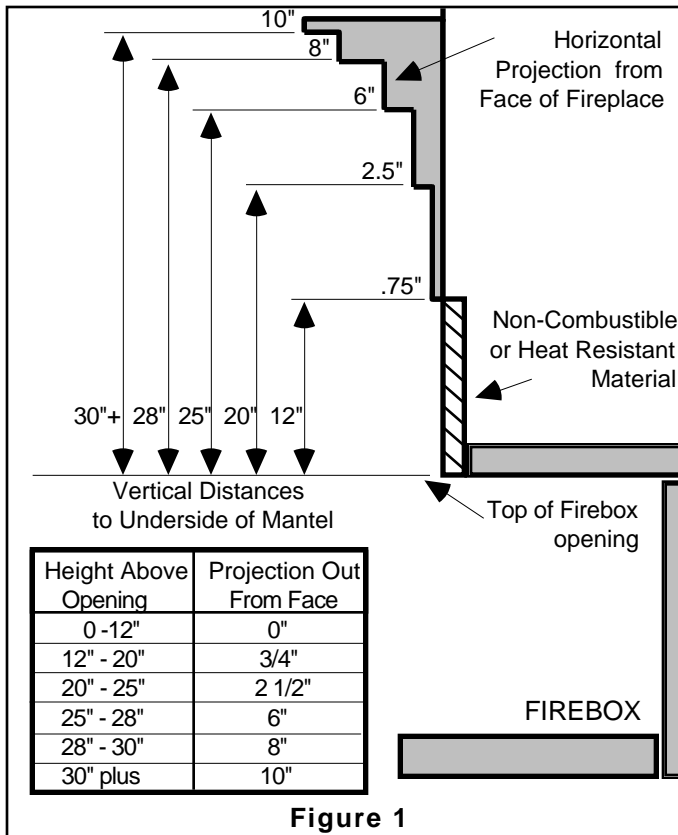 10"
8"
6"
2.5"
.75"
Horizontal
Projection from
Face of Fireplace
Non-Combustible
or Heat Resistant
Material
30"+ 28" 25" 20" 12"
Vertical Distances
to Underside of Mantel
Top of Firebox
opening
Height Above Opening	Projection Out From Face
0 -12"	0"
12" - 20"	3/4"
20" - 25"	2 1/2"
25" - 28"	6"
28" - 30"	8"
30" plus	10"
FIREBOX
Figure 1